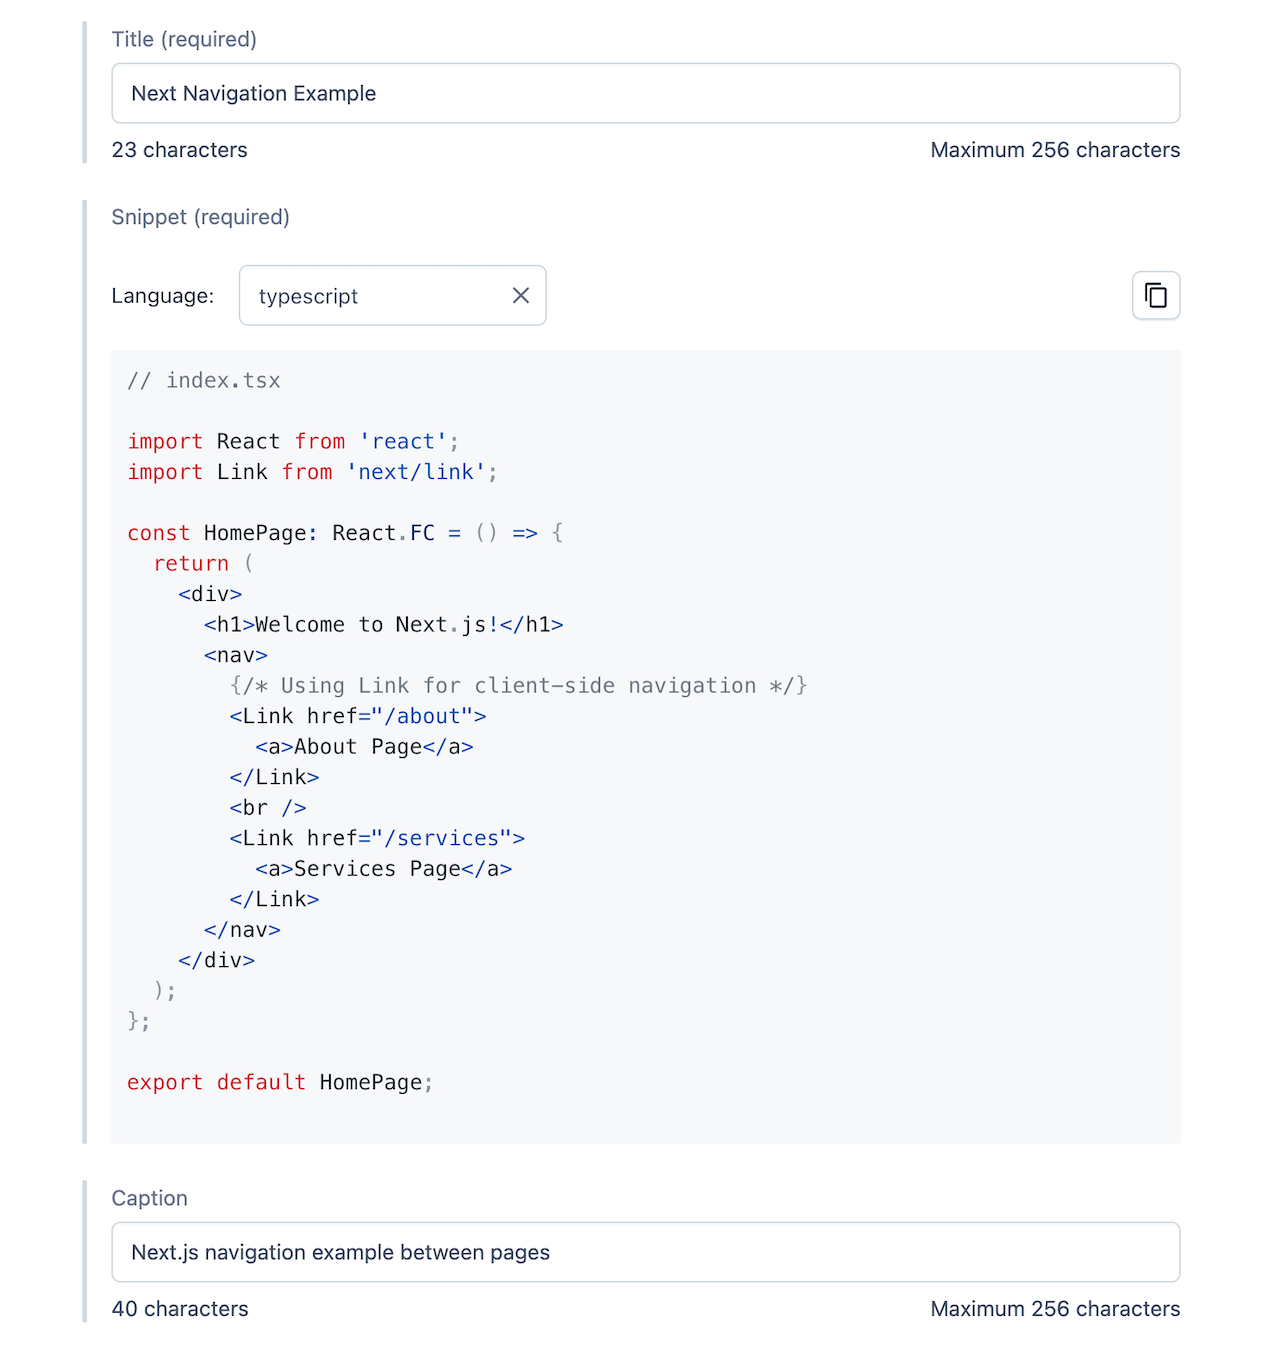 Title (required)
Next Navigation Example
23 characters
Maximum 256 characters
Snippet (required)
Language:
typescript
// index.tsx

import React from 'react';
import Link from 'next/link';

const HomePage: React.FC = () => {
  return (
    <div>
      <h1>Welcome to Next.js!</h1>
      <nav>
        {/* Using Link for client-side navigation */}
        <Link href="/about">
          <a>About Page</a>
        </Link>
        <br />
        <Link href="/services">
          <a>Services Page</a>
        </Link>
      </nav>
    </div>
  );
};

export default HomePage;
Caption
Next.js navigation example between pages
40 characters
Maximum 256 characters